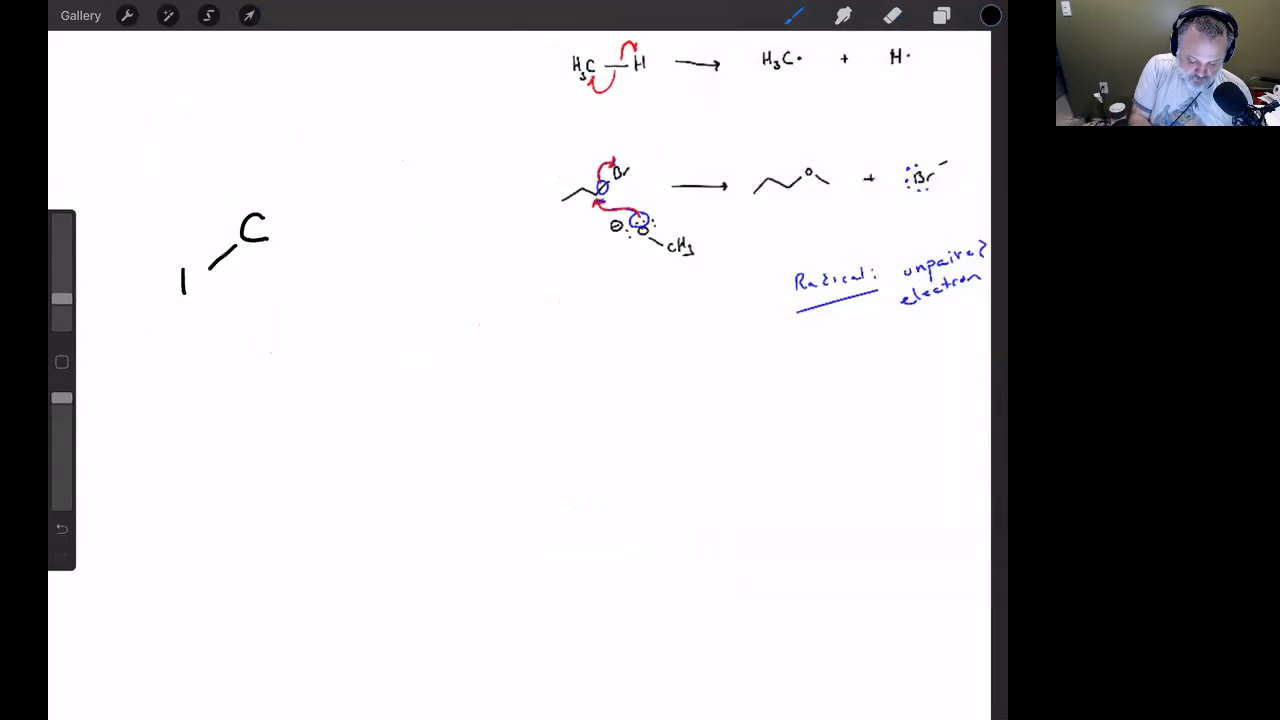 Gallery
H₃C — H → H₃C· + H·
Br
O + :Br:⁻
⊖ :O:
CH₃
C
I
Radical: unpaired
electron